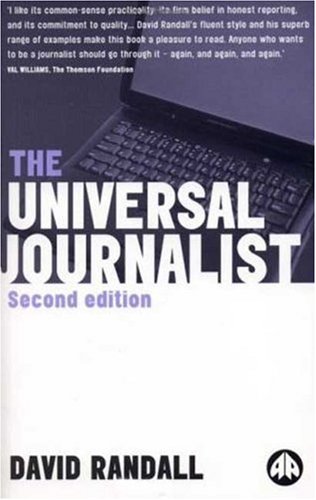 'I like its common-sense practicality, its firm belief in honest reporting,
and its commitment to quality... David Randall's fluent style and his superb
range of examples make this book a pleasure to read. Anyone who wants
to be a journalist should go through it – again, and again, and again.'
VAL WILLIAMS, The Thomson Foundation
THE
UNIVERSAL
JOURNALIST
Second edition
DAVID RANDALL